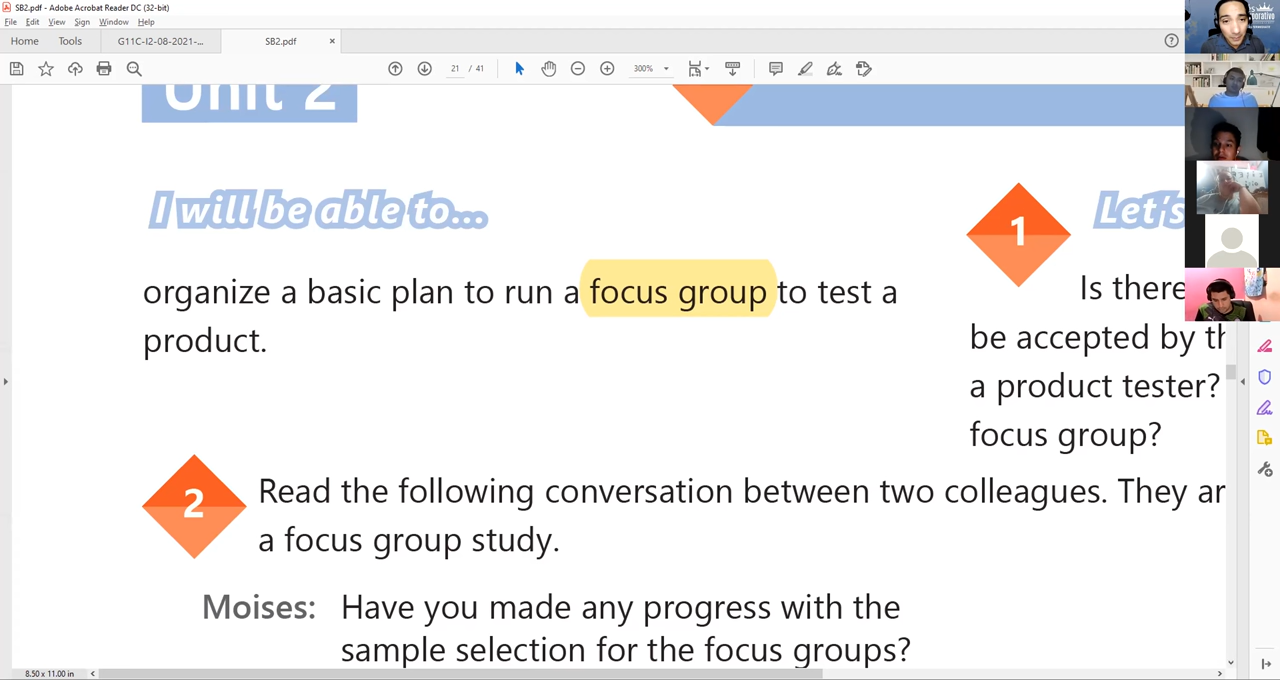 SB2.pdf - Adobe Acrobat Reader DC (32-bit)
File Edit View Sign Window Help
Home Tools G11C-I2-08-2021-... SB2.pdf ×
21 / 41 300%
Unit 2
I will be able to...
organize a basic plan to run a focus group to test a
product.
1
Let's
Is there
be accepted by th
a product tester?
focus group?
2
Read the following conversation between two colleagues. They ar
a focus group study.
Moises: Have you made any progress with the
sample selection for the focus groups?
8.50 x 11.00 in